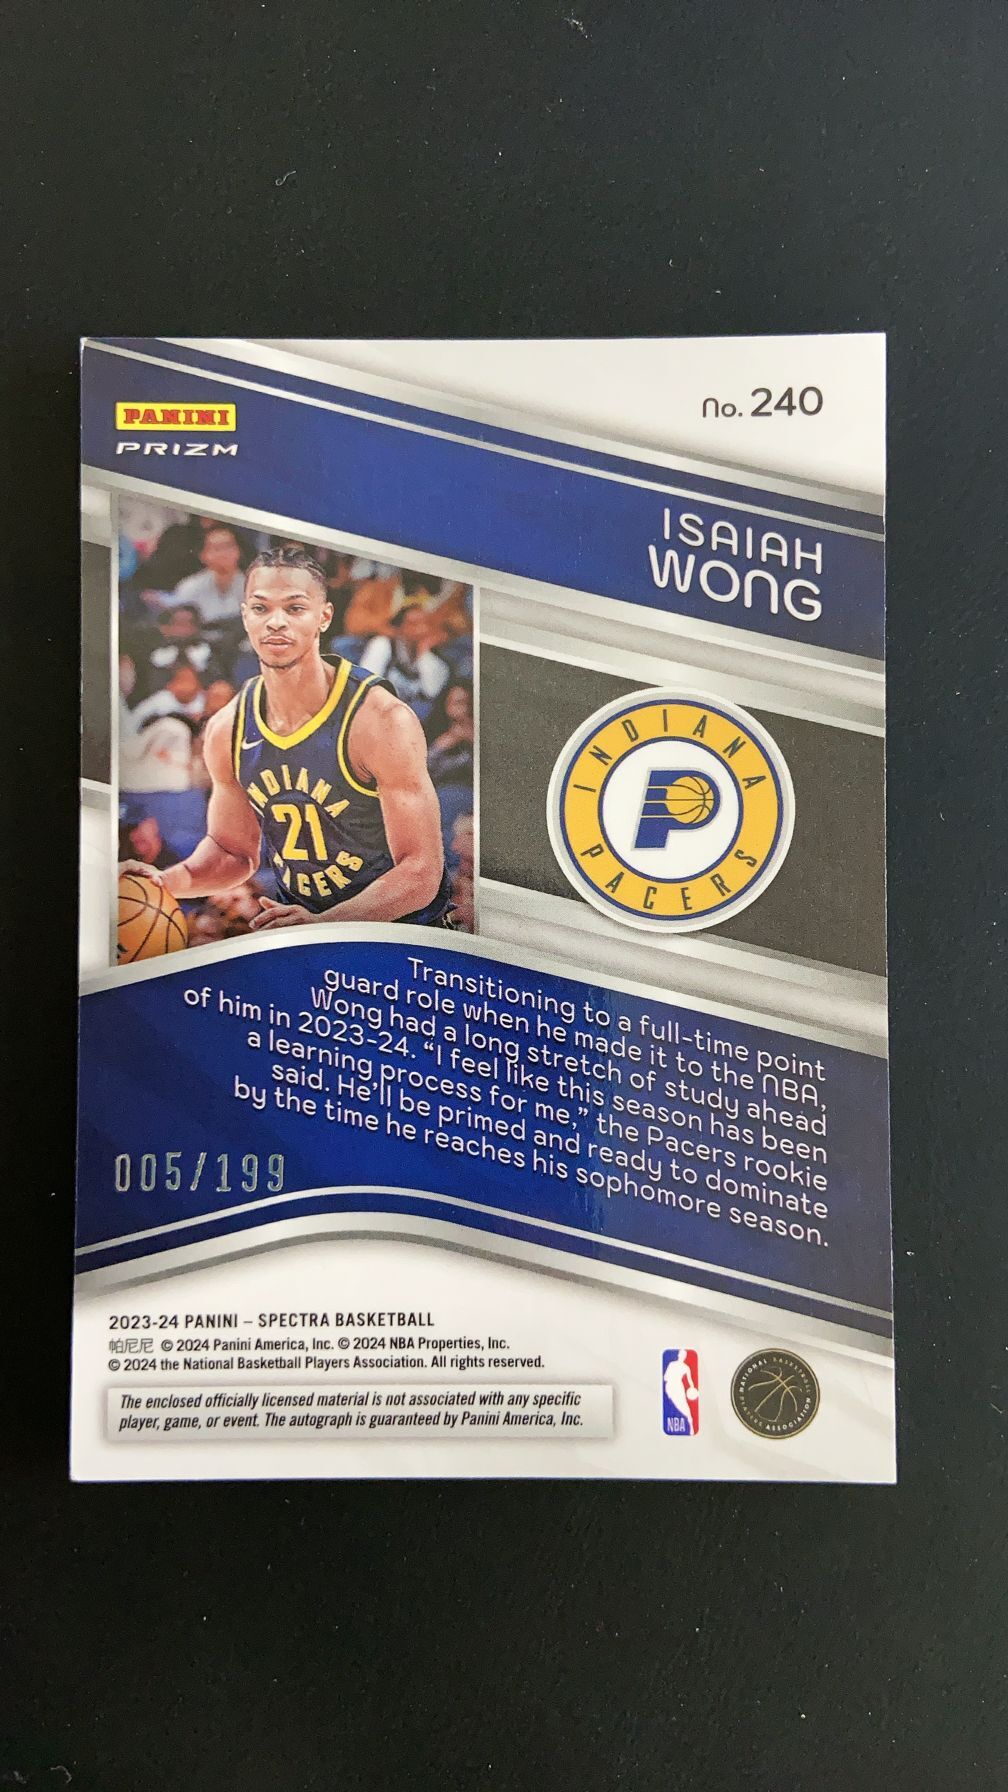 No. 240
PANINI
PRIZM
ISAIAH
WONG
INDIANA
21
PACERS
INDIANA
PACERS
Transitioning to a full-time point
guard role when he made it to the NBA,
Wong had a long stretch of study ahead
of him in 2023-24. “I feel like this season has been
a learning process for me,” the Pacers rookie
said. He’ll be primed and ready to dominate
by the time he reaches his sophomore season.
005/199
2023-24 PANINI – SPECTRA BASKETBALL
帕尼尼 © 2024 Panini America, Inc. © 2024 NBA Properties, Inc.
© 2024 the National Basketball Players Association. All rights reserved.
The enclosed officially licensed material is not associated with any specific
player, game, or event. The autograph is guaranteed by Panini America, Inc.
NBA
NATIONAL BASKETBALL
PLAYERS ASSOCIATION